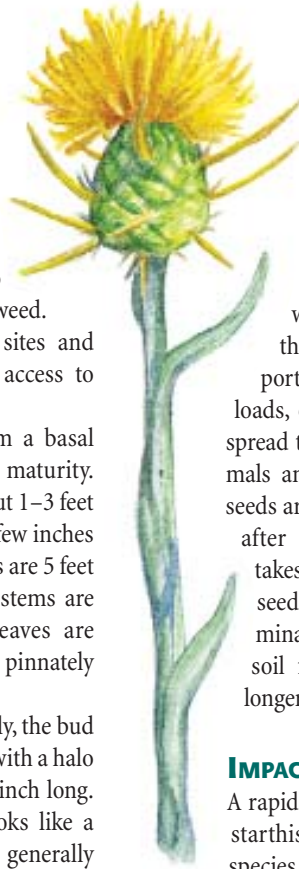 weed.
sites and
access to
m a basal
maturity.
ut 1–3 feet
few inches
s are 5 feet
stems are
eaves are
pinnately
ly, the bud
with a halo
inch long.
oks like a
generally
w
th
port
loads,
spread t
mals an
seeds ar
after
takes
seed
mina
soil
longer
IMPAC
A rapid
starthis
species